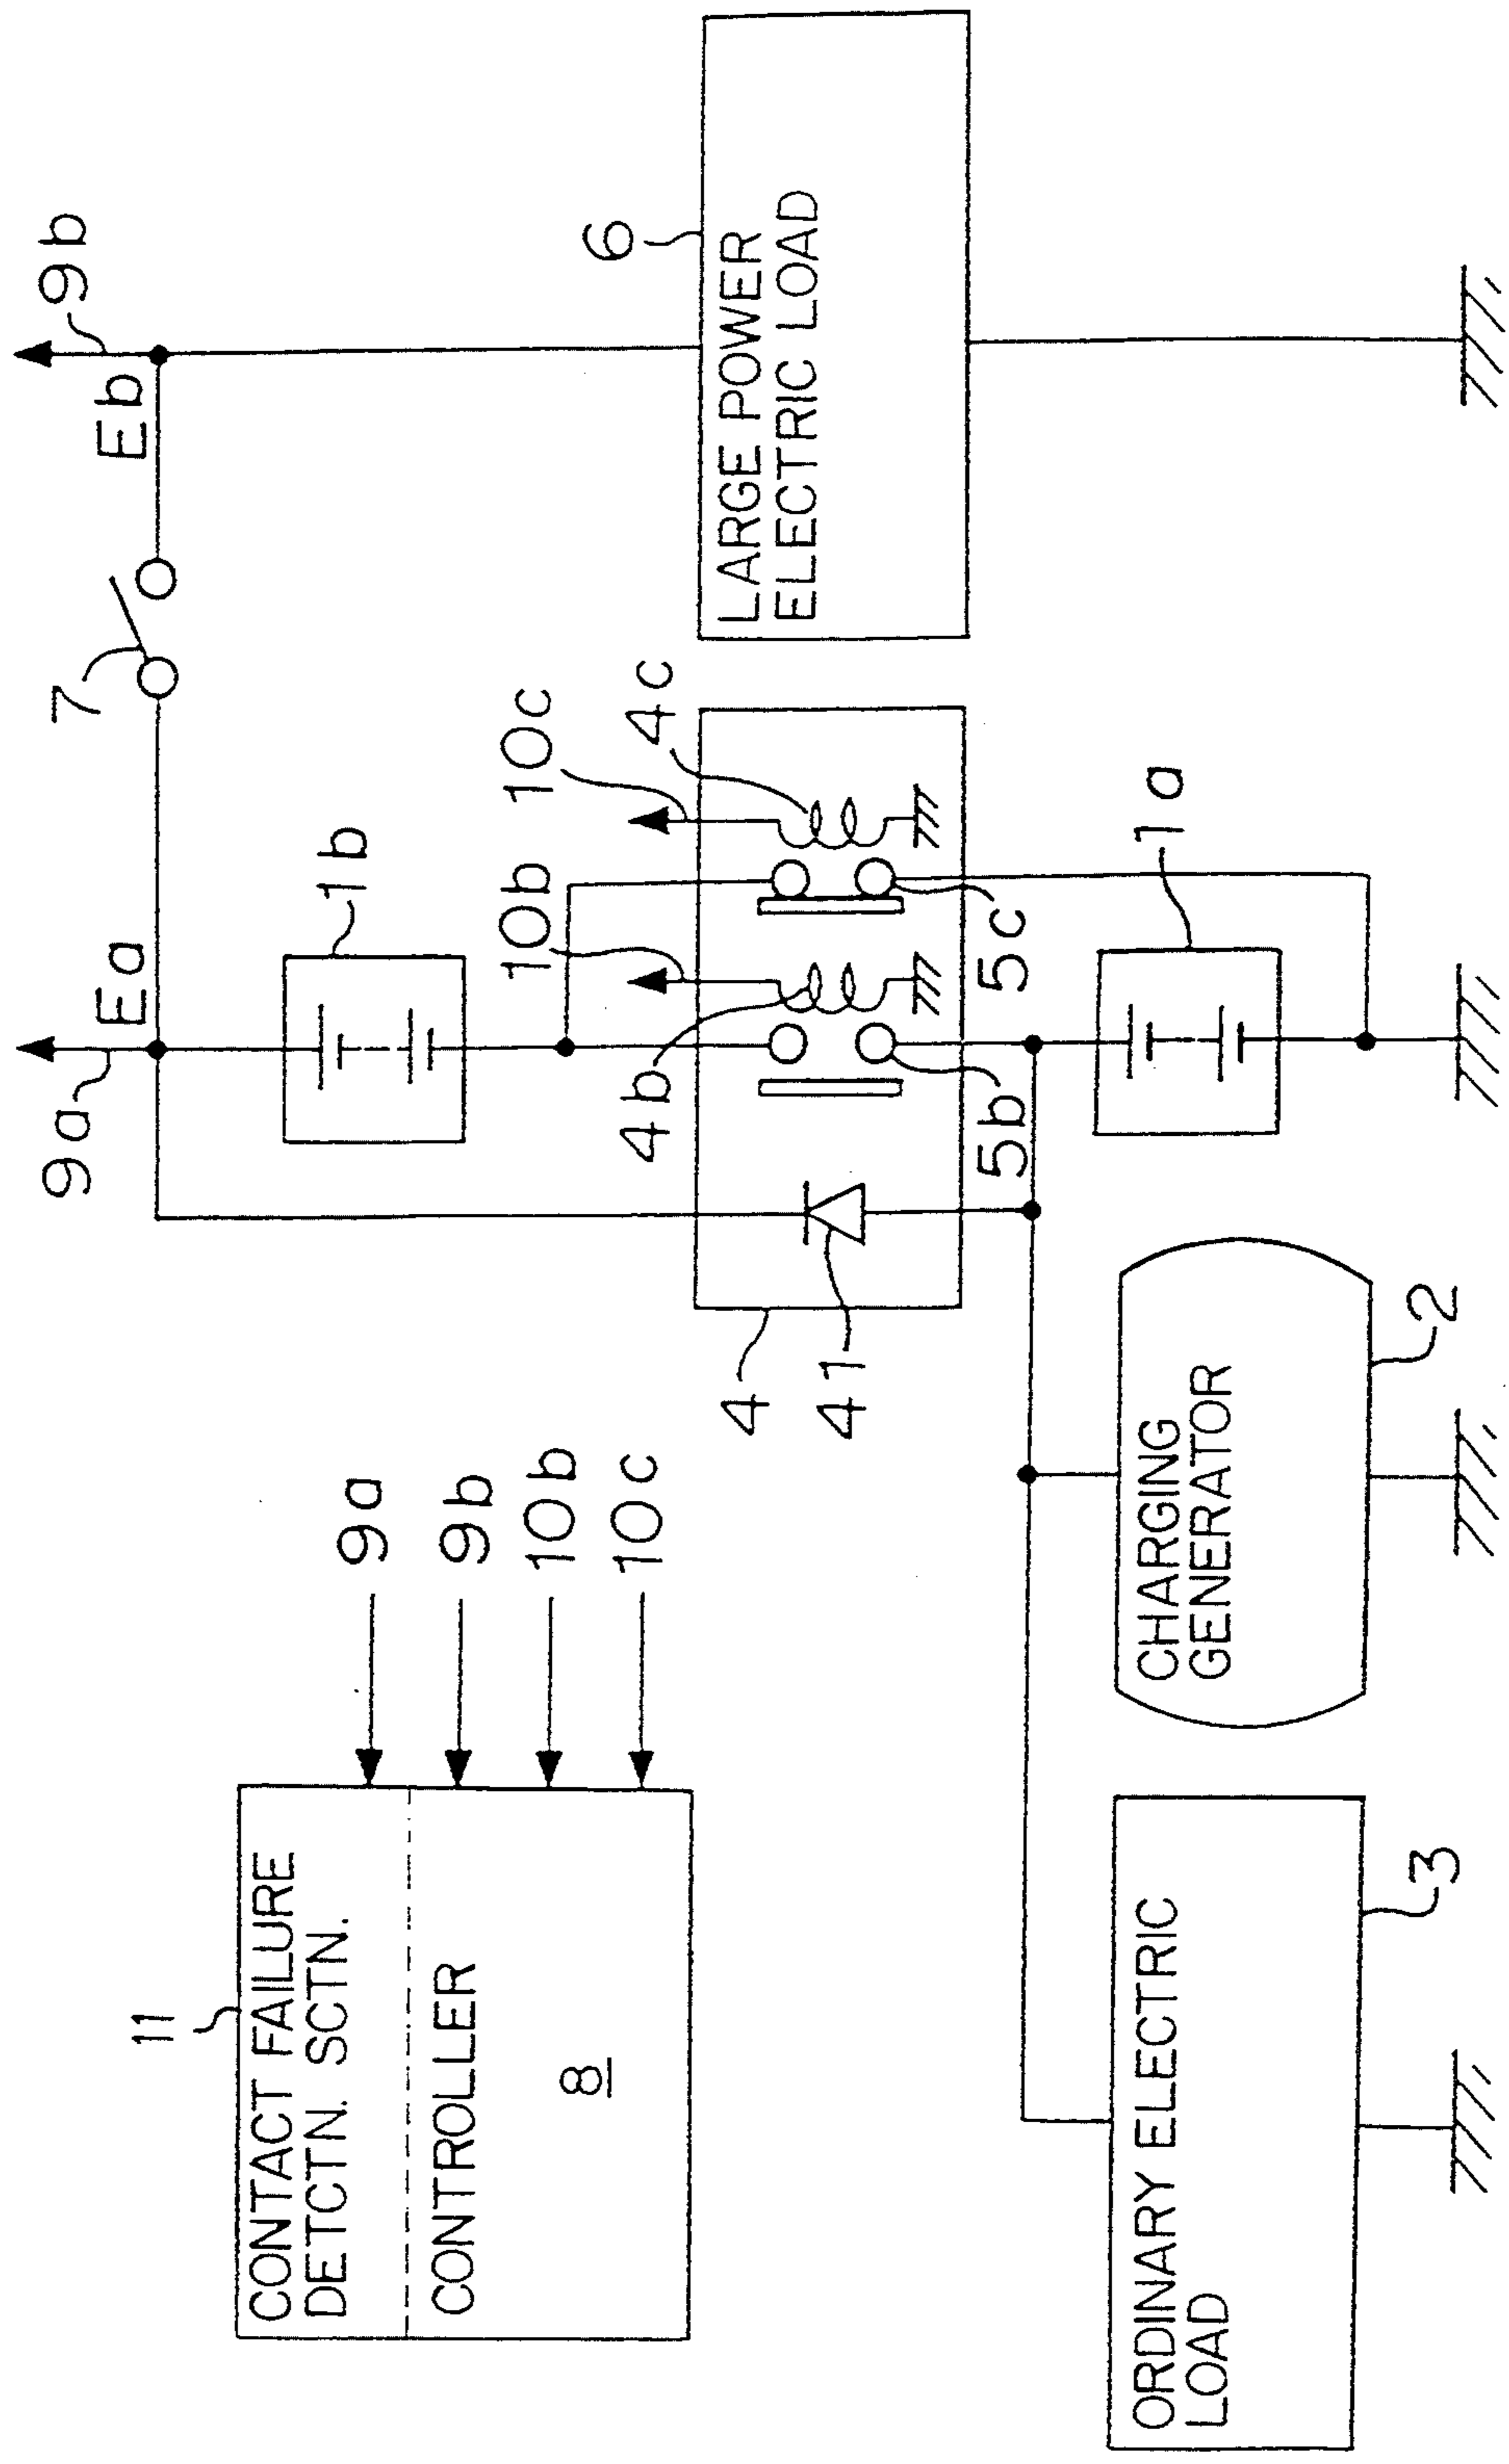 11
CONTACT FAILURE
DETCTN. SCTN.
CONTROLLER
8
9a
9b
10b
10c
9a
Ea
7
Eb
9b
1b
10b
10c
4b
4c
4
41
5b
5c
1a
6
LARGE POWER
ELECTRIC LOAD
ORDINARY ELECTRIC
LOAD
3
CHARGING
GENERATOR
2